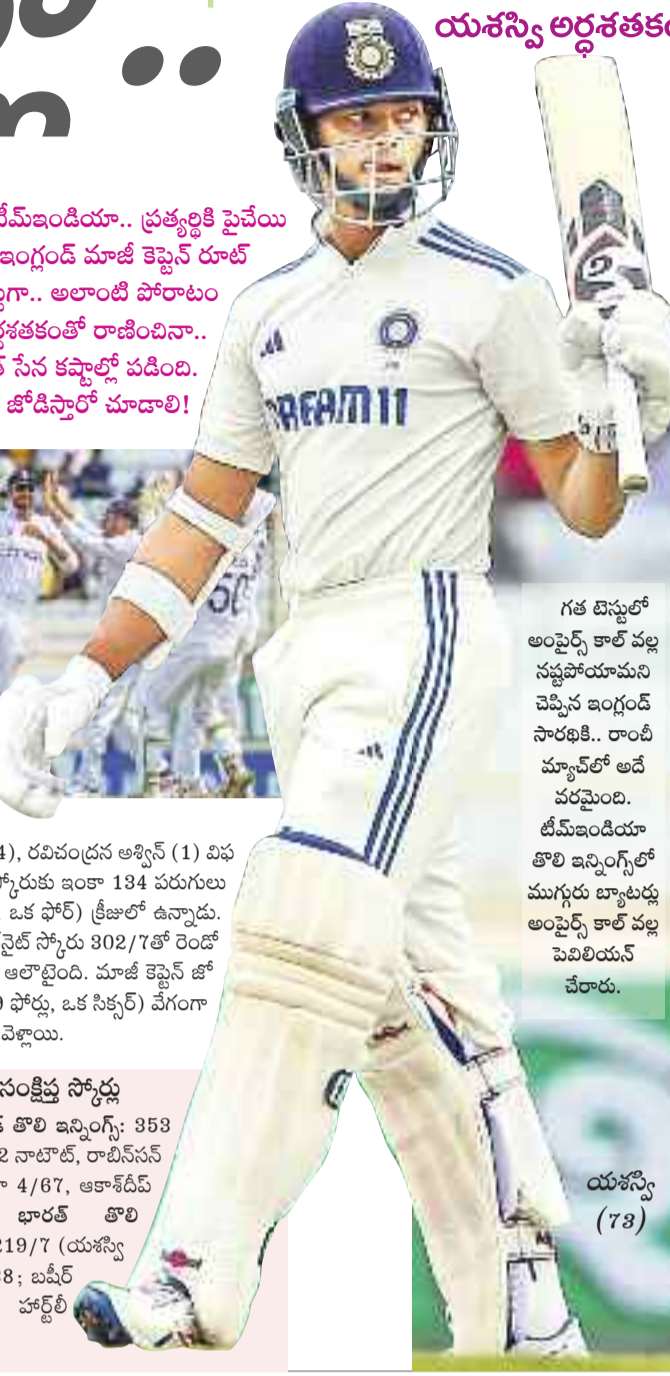 యశస్వి అర్ధశతకం
టీమ్ఇండియా.. ప్రత్యర్థికి పైచేయి
ఇంగ్లండ్ మాజీ కెప్టెన్ రూట్
అలాంటి పోరాటం
రాణించినా..
సేన కష్టాల్లో పడింది.
జోడిస్తారో చూడాలి!
DREAM11
గత టెస్టులో
అంపైర్స్ కాల్ వల్ల
నష్టపోయామని
చెప్పిన ఇంగ్లండ్
సారథికి.. రాంచీ
మ్యాచ్‌లో అదే
వరమైంది.
టీమ్ఇండియా
తొలి ఇన్నింగ్స్‌లో
ముగ్గురు బ్యాటర్లు
అంపైర్స్ కాల్ వల్ల
పెవిలియన్
చేరారు.
4), రవిచంద్రన అశ్విన్ (1) విఫ
స్కోరుకు ఇంకా 134 పరుగులు
ఒక ఫోర్) క్రీజులో ఉన్నాడు.
నైట్ స్కోరు 302/7తో రెండో
ఆలౌటైంది. మాజీ కెప్టెన్ జో
ఫోర్లు, ఒక సిక్సర్) వేగంగా
వెళ్లాయి.
సంక్షిప్త స్కోర్లు
తొలి ఇన్నింగ్స్: 353
2 నాటౌట్, రాబిన్‌సన్
4/67, ఆకాశ్‌దీప్
భారత్ తొలి
219/7 (యశస్వి
38; బషీర్
హార్ట్‌లీ
యశస్వి
(73)